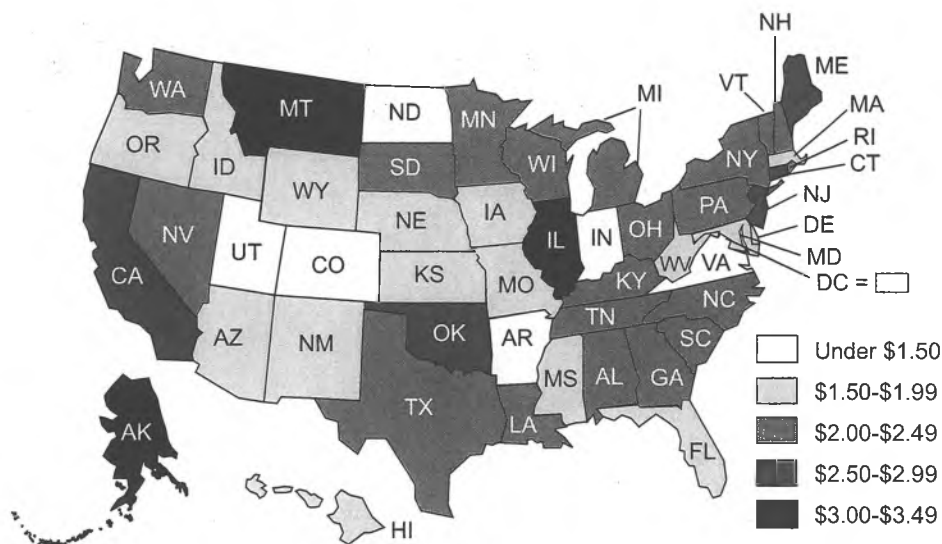 NH
ME
VT
MI
MA
WA
MT
ND
MN
RI
OR
ID
WI
NY
CT
SD
WY
NJ
PA
IA
NE
OH
DE
NV
IL
IN
UT
MD
WV
VA
CO
CA
KS
MO
DC =
KY
NC
TN
OK
AZ
NM
AR
SC
Under $1.50
MS
AL
GA
$1.50-$1.99
TX
LA
AK
$2.00-$2.49
FL
$2.50-$2.99
HI
$3.00-$3.49